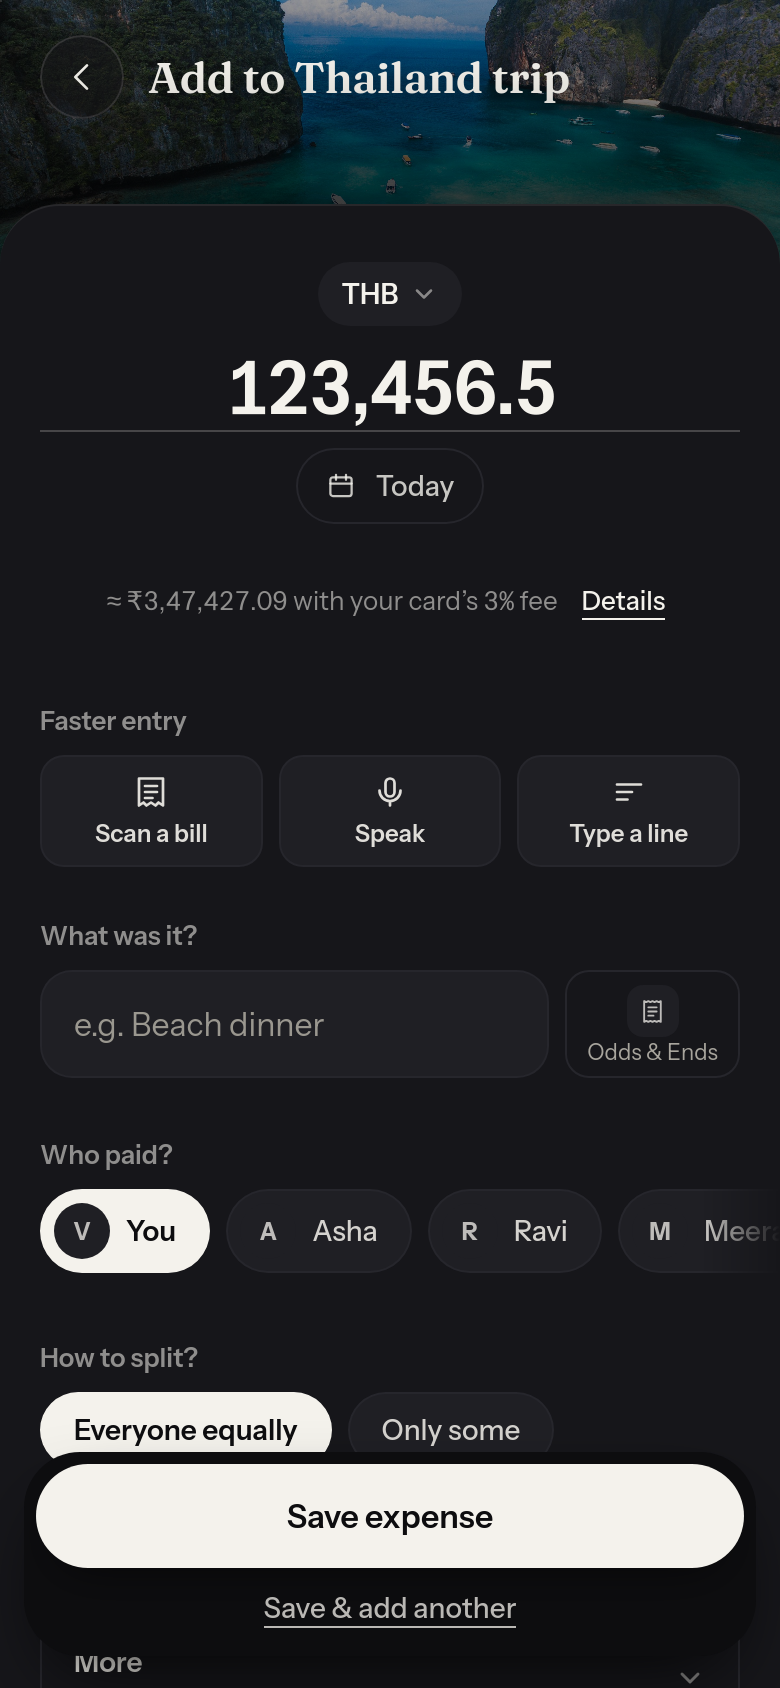 Add to Thailand trip
THB
123,456.5
Today
≈ ₹3,47,427.09 with your card’s 3% fee Details
Faster entry
Scan a bill Speak Type a line
What was it?
e.g. Beach dinner
Odds & Ends
Who paid?
V You A Asha R Ravi M Meera
How to split?
Everyone equally Only some
Save expense
Save & add another
More